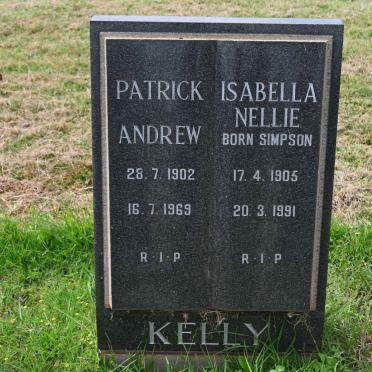 PATRICK
ANDREW
28. 7. 1902
16. 7. 1969
R · I · P
ISABELLA
NELLIE
BORN SIMPSON
17. 4. 1905
20. 3. 1991
R · I · P
KELLY